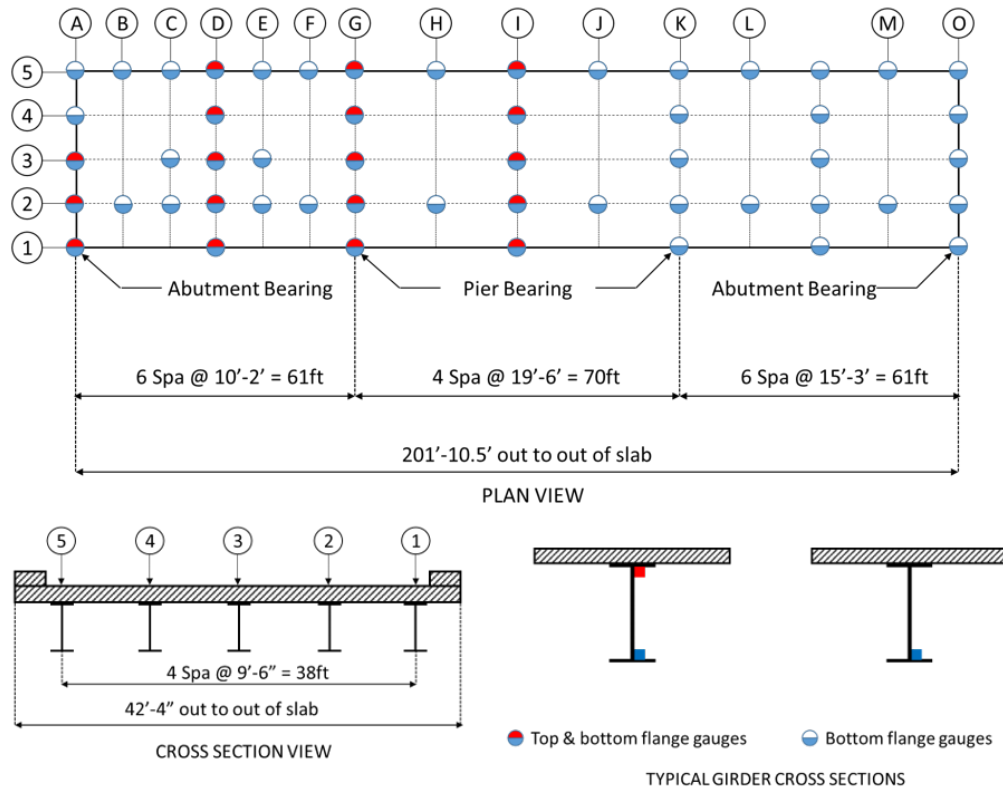 A B C D E F G H I J K L M O
5
4
3
2
1
Abutment Bearing Pier Bearing Abutment Bearing
6 Spa @ 10’-2’ = 61ft 4 Spa @ 19’-6’ = 70ft 6 Spa @ 15’-3’ = 61ft
201’-10.5’ out to out of slab
PLAN VIEW
5 4 3 2 1
4 Spa @ 9’-6” = 38ft
42’-4” out to out of slab
CROSS SECTION VIEW
Top & bottom flange gauges Bottom flange gauges
TYPICAL GIRDER CROSS SECTIONS